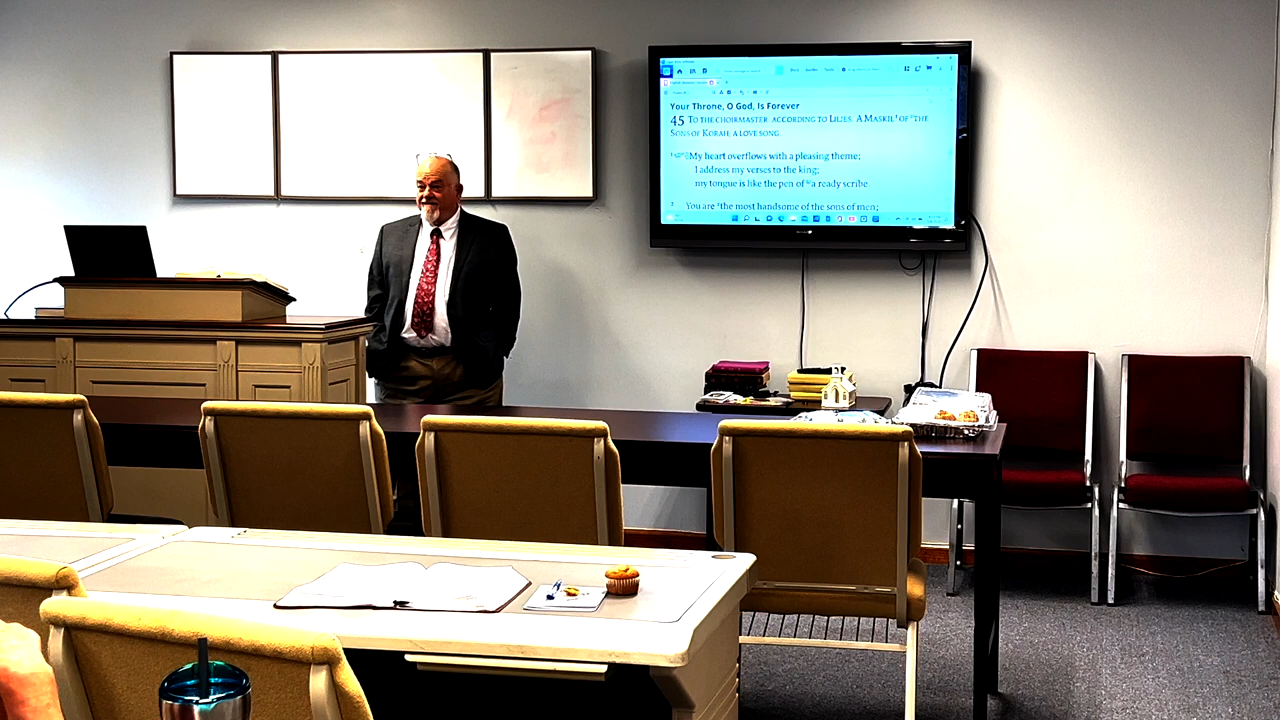 Your Throne, O God, Is Forever
45 TO THE CHOIRMASTER: ACCORDING TO LILIES. A MASKIL OF THE
SONS OF KORAH; A LOVE SONG.
My heart overflows with a pleasing theme;
I address my verses to the king;
my tongue is like the pen of a ready scribe.
2 You are the most handsome of the sons of men;